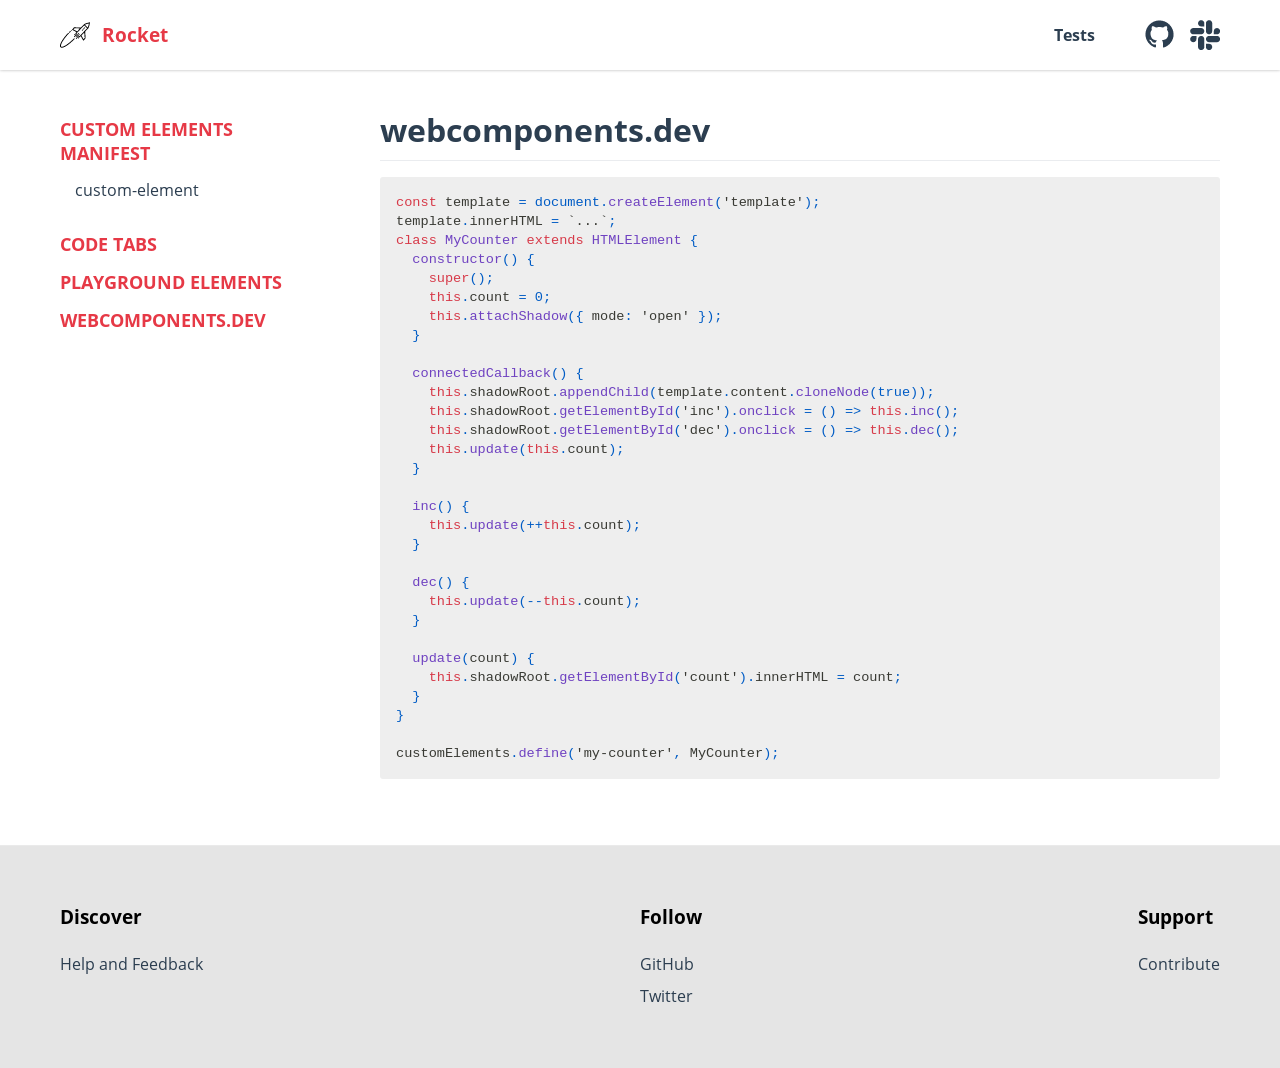 Rocket
Tests
CUSTOM ELEMENTS
MANIFEST
custom-element
CODE TABS
PLAYGROUND ELEMENTS
WEBCOMPONENTS.DEV
webcomponents.dev
const template = document.createElement('template');
template.innerHTML = `...`;
class MyCounter extends HTMLElement {
  constructor() {
    super();
    this.count = 0;
    this.attachShadow({ mode: 'open' });
  }

  connectedCallback() {
    this.shadowRoot.appendChild(template.content.cloneNode(true));
    this.shadowRoot.getElementById('inc').onclick = () => this.inc();
    this.shadowRoot.getElementById('dec').onclick = () => this.dec();
    this.update(this.count);
  }

  inc() {
    this.update(++this.count);
  }

  dec() {
    this.update(--this.count);
  }

  update(count) {
    this.shadowRoot.getElementById('count').innerHTML = count;
  }
}

customElements.define('my-counter', MyCounter);
Discover
Help and Feedback
Follow
GitHub
Twitter
Support
Contribute